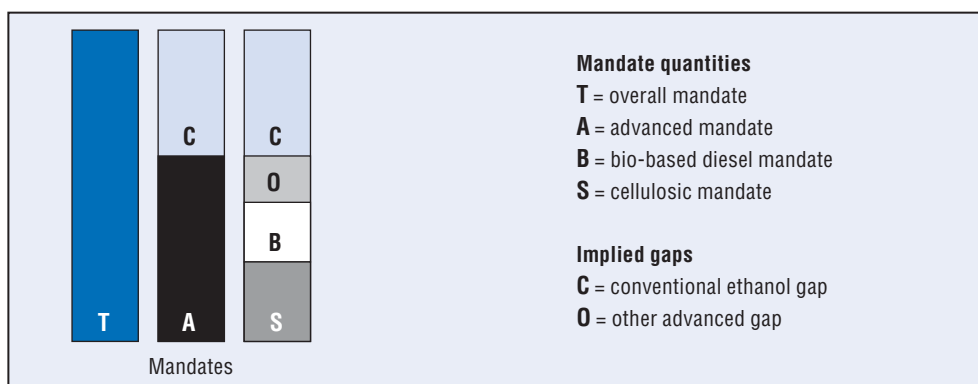 C
C
O
B
T
A
S
Mandates
Mandate quantities
T = overall mandate
A = advanced mandate
B = bio-based diesel mandate
S = cellulosic mandate
Implied gaps
C = conventional ethanol gap
O = other advanced gap